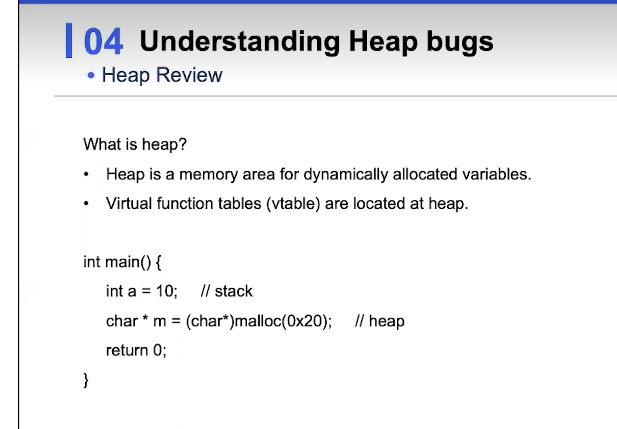 04 Understanding Heap bugs
• Heap Review
What is heap?
• Heap is a memory area for dynamically allocated variables.
• Virtual function tables (vtable) are located at heap.
int main() {
int a = 10; // stack
char * m = (char*)malloc(0x20); // heap
return 0;
}